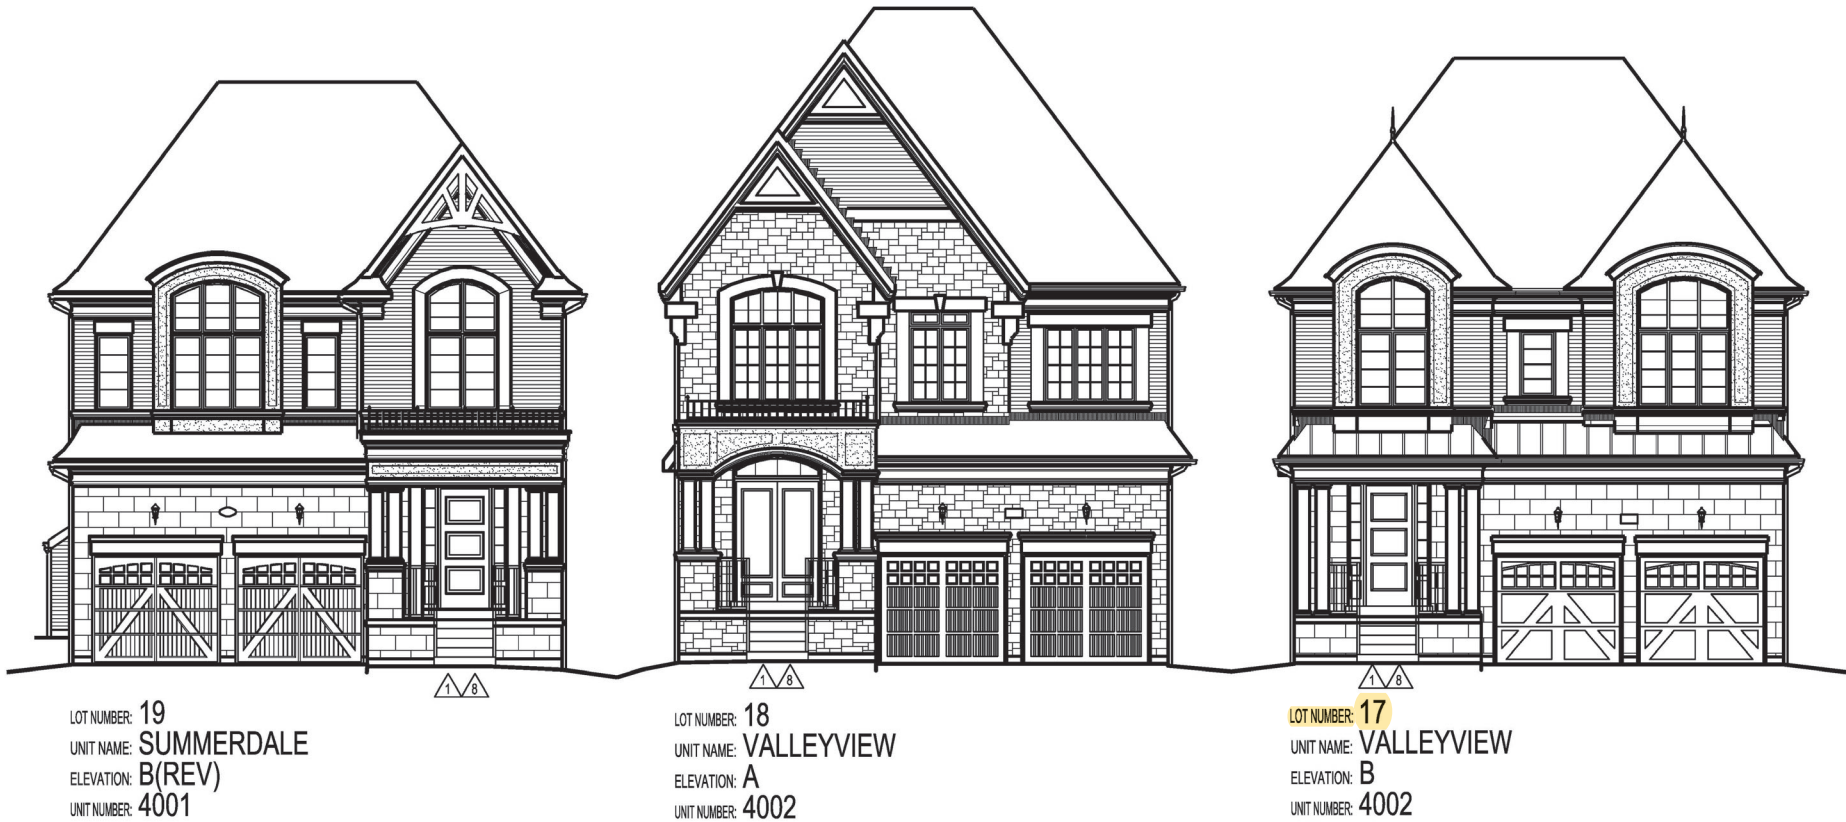 1 8
LOT NUMBER: 19
UNIT NAME: SUMMERDALE
ELEVATION: B(REV)
UNIT NUMBER: 4001
1 8
LOT NUMBER: 18
UNIT NAME: VALLEYVIEW
ELEVATION: A
UNIT NUMBER: 4002
1 8
LOT NUMBER: 17
UNIT NAME: VALLEYVIEW
ELEVATION: B
UNIT NUMBER: 4002